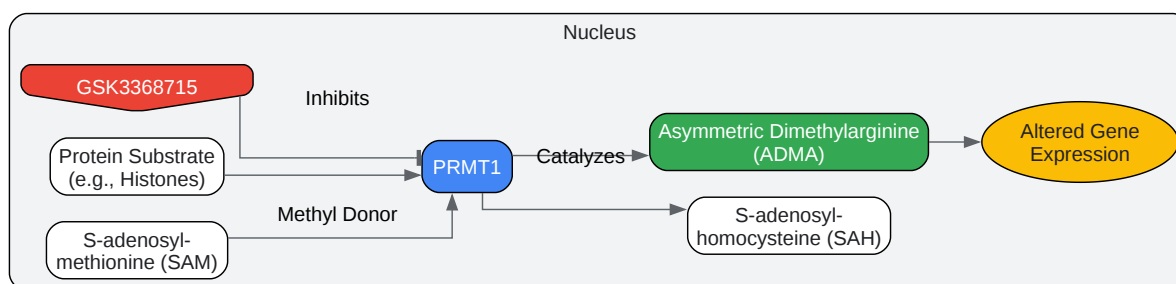 Nucleus
GSK3368715
Inhibits
Protein Substrate
(e.g., Histones)
PRMT1
Catalyzes
Asymmetric Dimethylarginine
(ADMA)
Altered Gene
Expression
Methyl Donor
S-adenosyl-
methionine (SAM)
S-adenosyl-
homocysteine (SAH)